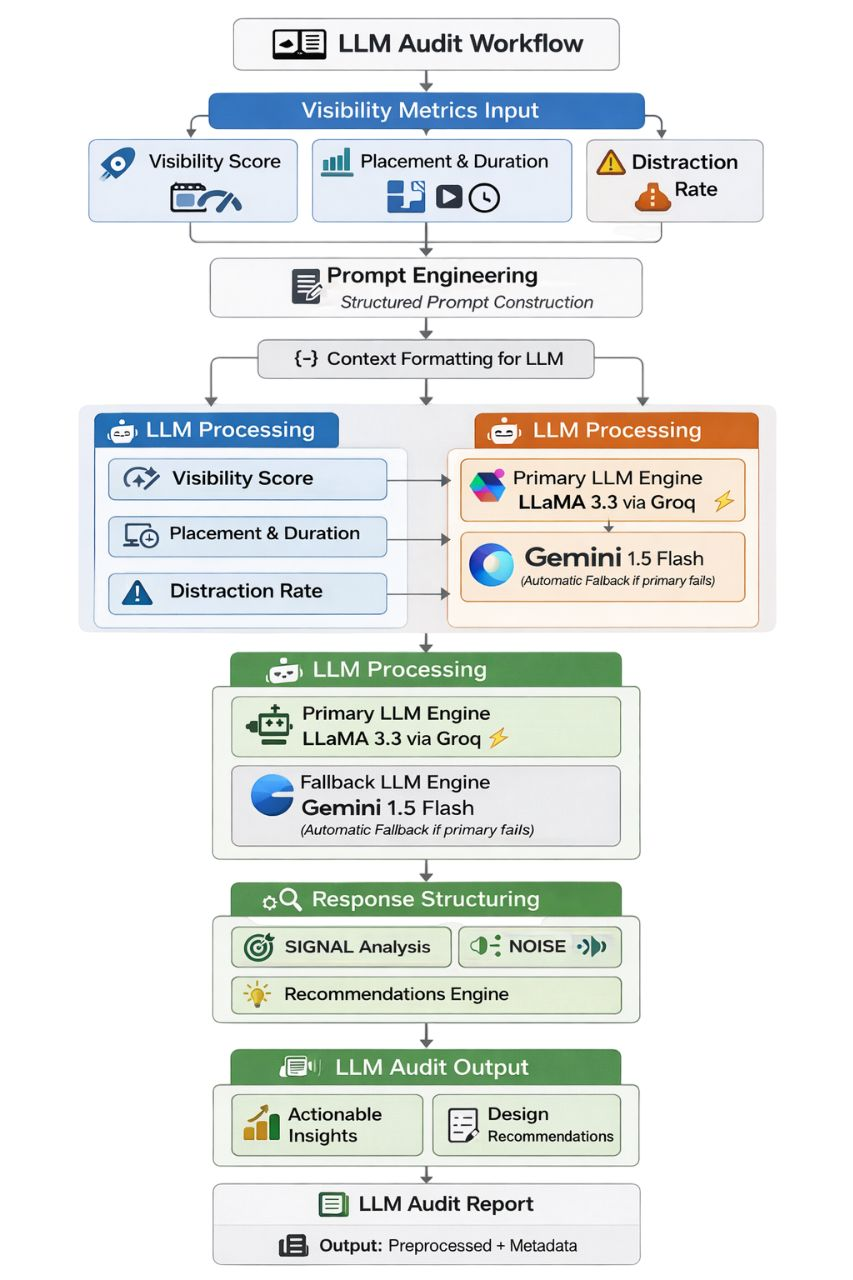 LLM Audit Workflow
Visibility Metrics Input
Visibility Score
Placement & Duration
Distraction
Rate
Prompt Engineering
Structured Prompt Construction
{-} Context Formatting for LLM
LLM Processing
Visibility Score
Placement & Duration
Distraction Rate
LLM Processing
Primary LLM Engine
LLaMA 3.3 via Groq
Gemini 1.5 Flash
(Automatic Falback if primary fails)
LLM Processing
Primary LLM Engine
LLaMA 3.3 via Groq
Fallback LLM Engine
Gemini 1.5 Flash
(Automatic Fallback if primary fails)
Response Structuring
SIGNAL Analysis
NOISE
Recommendations Engine
LLM Audit Output
Actionable
Insights
Design
Recommendations
LLM Audit Report
Output: Preprocessed + Metadata